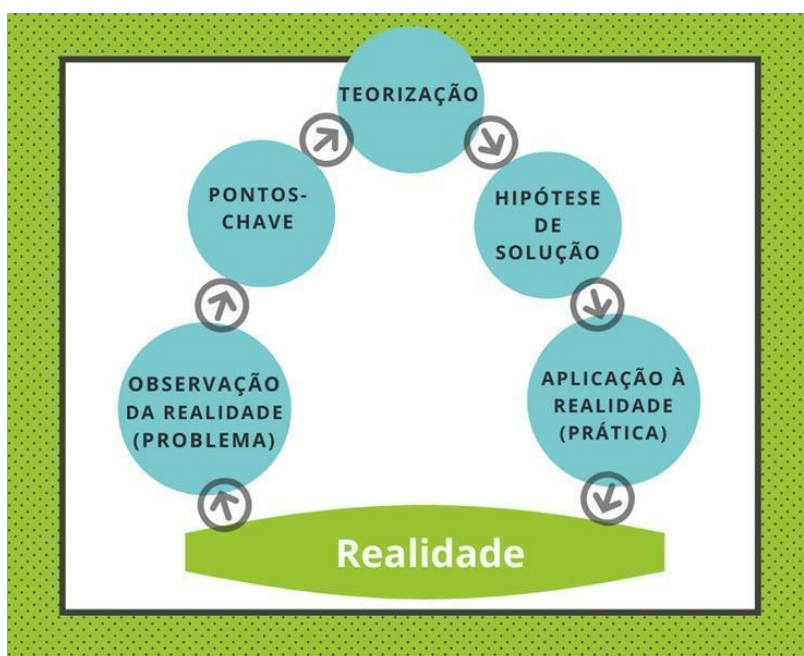 TEORIZAÇÃO
PONTOS-
CHAVE
HIPÓTESE
DE
SOLUÇÃO
OBSERVAÇÃO
DA REALIDADE
(PROBLEMA)
APLICAÇÃO À
REALIDADE
(PRÁTICA)
Realidade